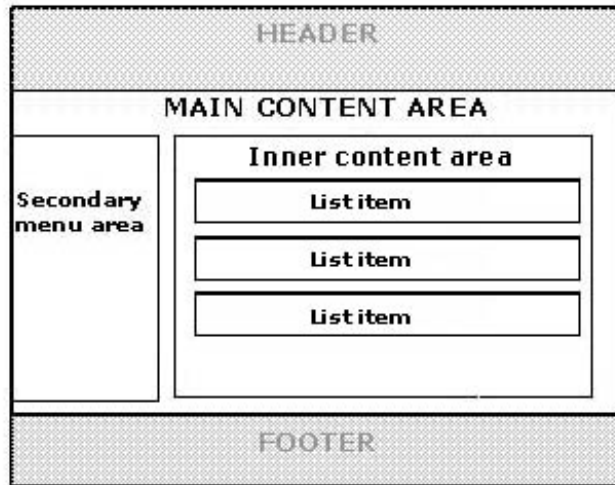 HEADER
MAIN CONTENT AREA
Secondary
menu area
Inner content area
List item
List item
List item
FOOTER